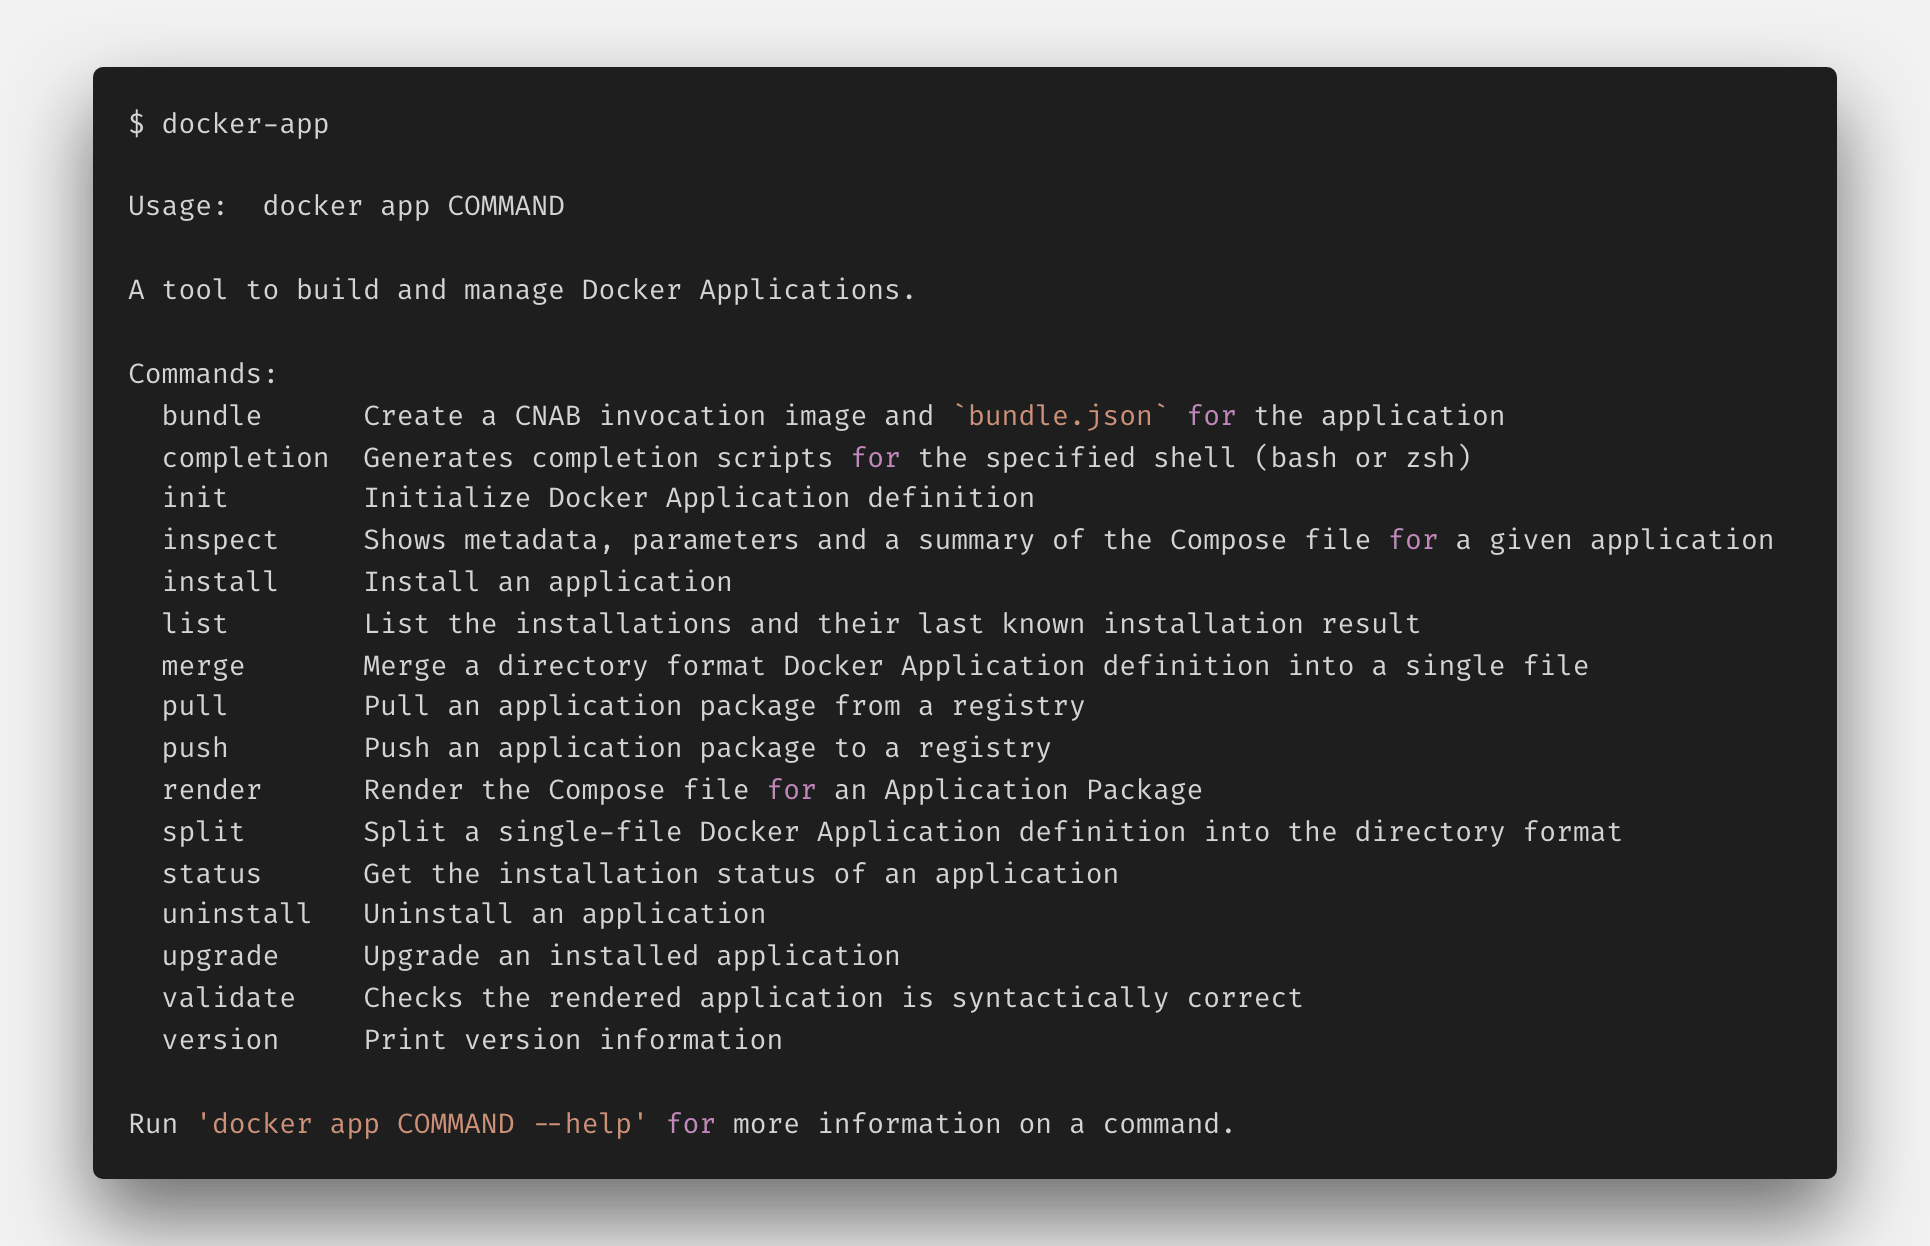 $ docker-app

Usage:  docker app COMMAND

A tool to build and manage Docker Applications.

Commands:
  bundle      Create a CNAB invocation image and `bundle.json` for the application
  completion  Generates completion scripts for the specified shell (bash or zsh)
  init        Initialize Docker Application definition
  inspect     Shows metadata, parameters and a summary of the Compose file for a given application
  install     Install an application
  list        List the installations and their last known installation result
  merge       Merge a directory format Docker Application definition into a single file
  pull        Pull an application package from a registry
  push        Push an application package to a registry
  render      Render the Compose file for an Application Package
  split       Split a single-file Docker Application definition into the directory format
  status      Get the installation status of an application
  uninstall   Uninstall an application
  upgrade     Upgrade an installed application
  validate    Checks the rendered application is syntactically correct
  version     Print version information

Run 'docker app COMMAND --help' for more information on a command.